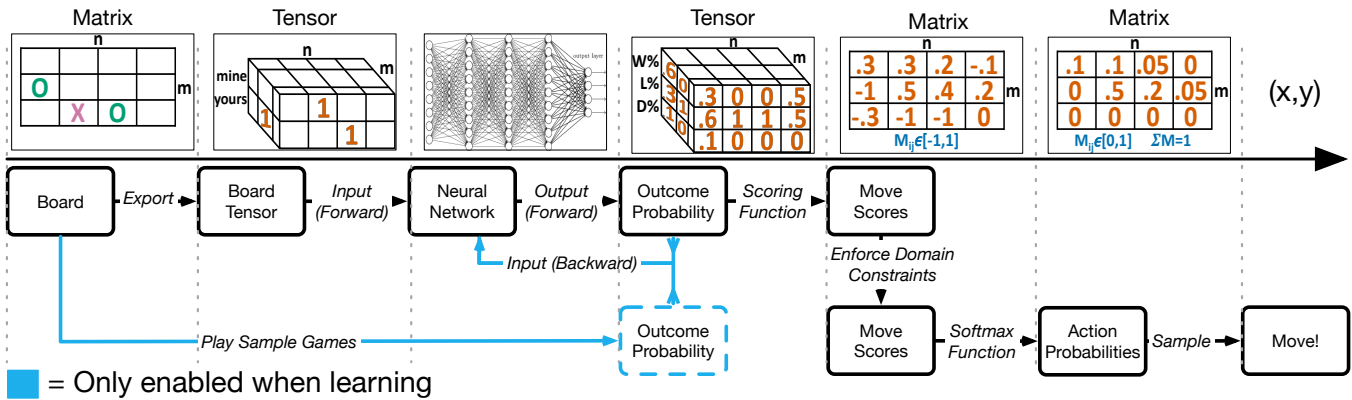 Matrix
Tensor
Tensor
Matrix
Matrix
n
m
O
X O
n
m
mine
yours
1
1
1
output layer
n
m
W%
L%
D%
.6 0
.3 1
.1 0
.3 0 0 .5
.6 1 1 .5
.1 0 0 0
n
m
.3 .3 .2 -.1
-1 .5 .4 .2
-.3 -1 -1 0
Mijϵ[-1,1]
n
m
.1 .1 .05 0
0 .5 .2 .05
0 0 0 0
Mijϵ[0,1] ΣM=1
(x,y)
Board
Export
Board
Tensor
Input
(Forward)
Neural
Network
Output
(Forward)
Outcome
Probability
Scoring
Function
Move
Scores
Input (Backward)
Enforce Domain
Constraints
Play Sample Games
Outcome
Probability
Move
Scores
Softmax
Function
Action
Probabilities
Sample
Move!
= Only enabled when learning